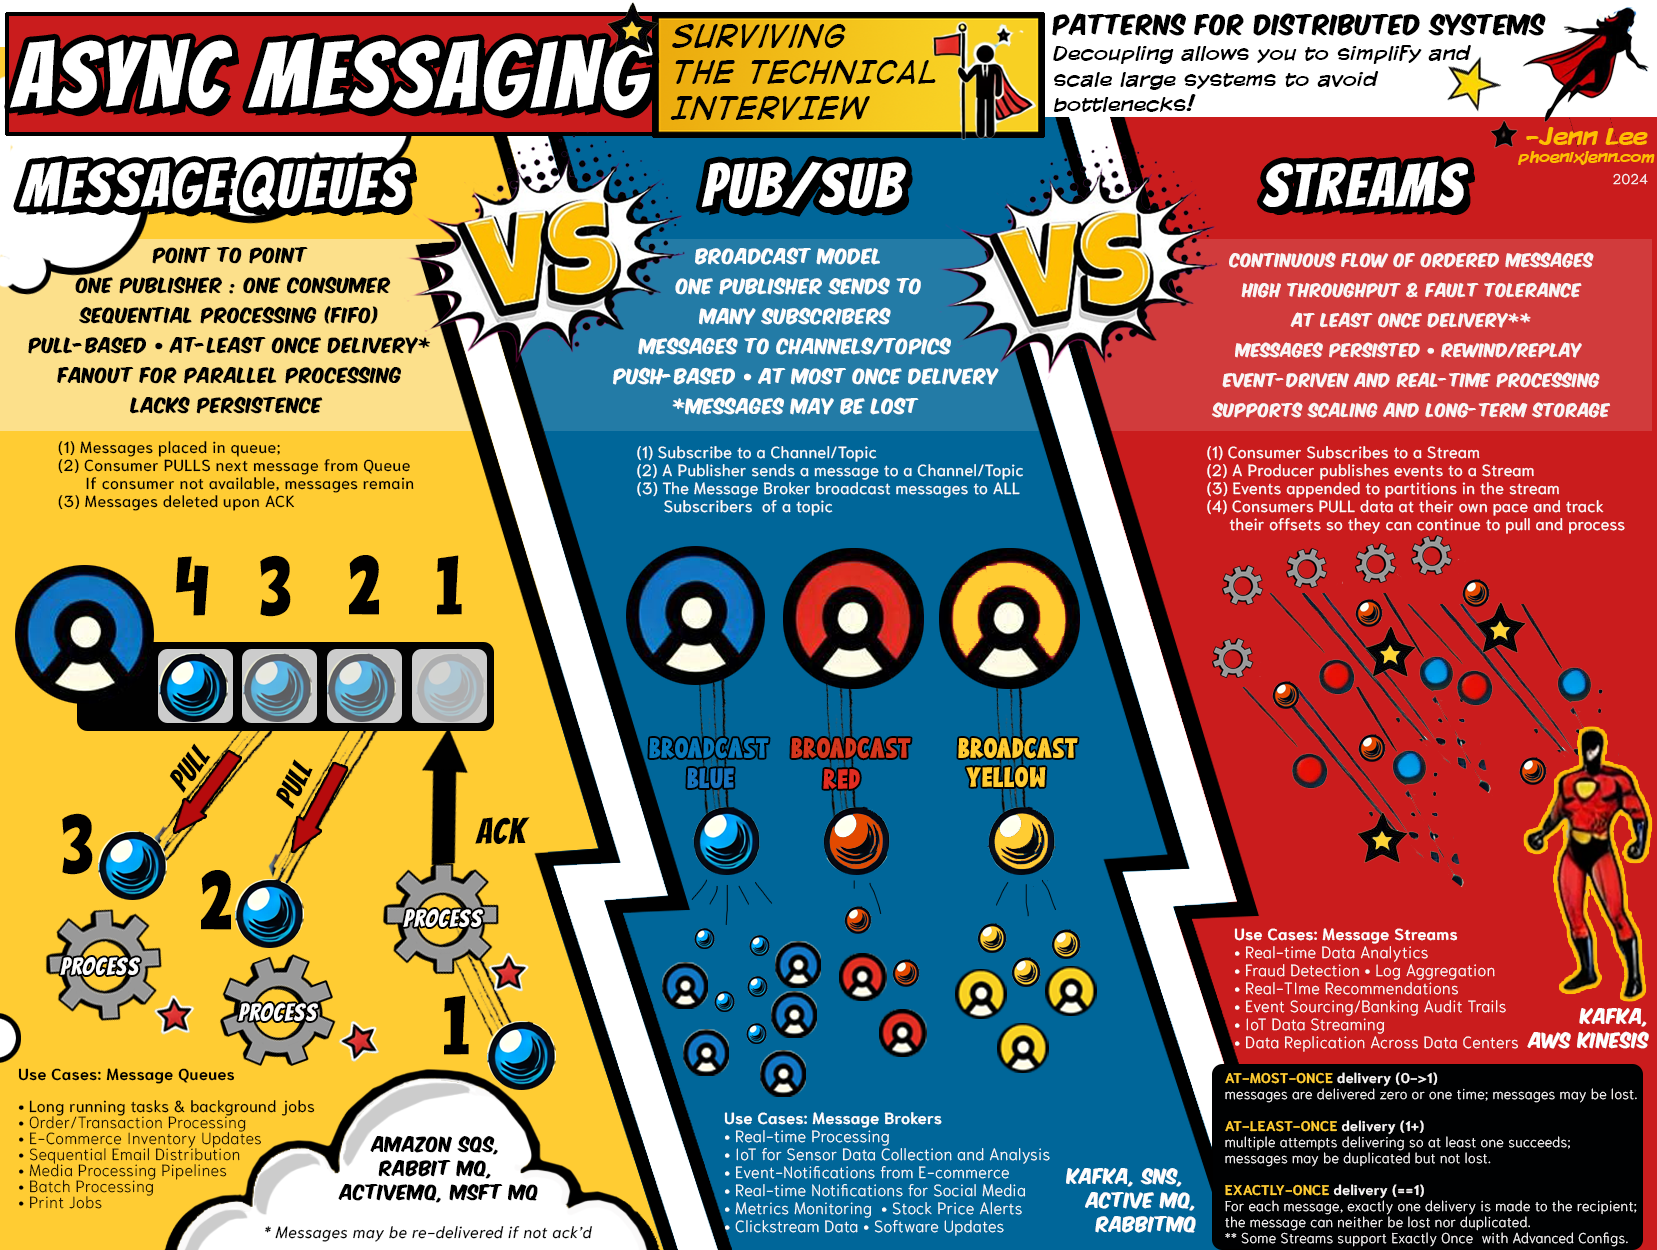 ASYNC MESSAGING
SURVIVING
THE TECHNICAL
INTERVIEW
PATTERNS FOR DISTRIBUTED SYSTEMS
Decoupling allows you to simplify and
scale large systems to avoid
bottlenecks!
-Jenn Lee
phoenixjenn.com
2024
MESSAGE QUEUES
POINT TO POINT
ONE PUBLISHER : ONE CONSUMER
SEQUENTIAL PROCESSING (FIFO)
PULL-BASED • AT-LEAST ONCE DELIVERY*
FANOUT FOR PARALLEL PROCESSING
LACKS PERSISTENCE
(1) Messages placed in queue;
(2) Consumer PULLS next message from Queue
If consumer not available, messages remain
(3) Messages deleted upon ACK
4 3 2 1
PULL
PULL
ACK
3
2
1
PROCESS
PROCESS
PROCESS
Use Cases: Message Queues
• Long running tasks & background jobs
• Order/Transaction Processing
• E-Commerce Inventory Updates
• Sequential Email Distribution
• Media Processing Pipelines
• Batch Processing
• Print Jobs
AMAZON SQS,
RABBIT MQ,
ACTIVEMQ, MSFT MQ
* Messages may be re-delivered if not ack'd
VS
PUB/SUB
BROADCAST MODEL
ONE PUBLISHER SENDS TO
MANY SUBSCRIBERS
MESSAGES TO CHANNELS/TOPICS
PUSH-BASED • AT MOST ONCE DELIVERY
*MESSAGES MAY BE LOST
(1) Subscribe to a Channel/Topic
(2) A Publisher sends a message to a Channel/Topic
(3) The Message Broker broadcast messages to ALL
Subscribers of a topic
BROADCAST
BLUE
BROADCAST
RED
BROADCAST
YELLOW
Use Cases: Message Brokers
• Real-time Processing
• IoT for Sensor Data Collection and Analysis
• Event-Notifications from E-commerce
• Real-time Notifications for Social Media
• Metrics Monitoring • Stock Price Alerts
• Clickstream Data • Software Updates
KAFKA, SNS,
ACTIVE MQ,
RABBITMQ
VS
STREAMS
CONTINUOUS FLOW OF ORDERED MESSAGES
HIGH THROUGHPUT & FAULT TOLERANCE
AT LEAST ONCE DELIVERY**
MESSAGES PERSISTED • REWIND/REPLAY
EVENT-DRIVEN AND REAL-TIME PROCESSING
SUPPORTS SCALING AND LONG-TERM STORAGE
(1) Consumer Subscribes to a Stream
(2) A Producer publishes events to a Stream
(3) Events appended to partitions in the stream
(4) Consumers PULL data at their own pace and track
their offsets so they can continue to pull and process
Use Cases: Message Streams
• Real-time Data Analytics
• Fraud Detection • Log Aggregation
• Real-TIme Recommendations
• Event Sourcing/Banking Audit Trails
• IoT Data Streaming
• Data Replication Across Data Centers
KAFKA,
AWS KINESIS
AT-MOST-ONCE delivery (0->1)
messages are delivered zero or one time; messages may be lost.
AT-LEAST-ONCE delivery (1+)
multiple attempts delivering so at least one succeeds;
messages may be duplicated but not lost.
EXACTLY-ONCE delivery (==1)
For each message, exactly one delivery is made to the recipient;
the message can neither be lost nor duplicated.
** Some Streams support Exactly Once with Advanced Configs.